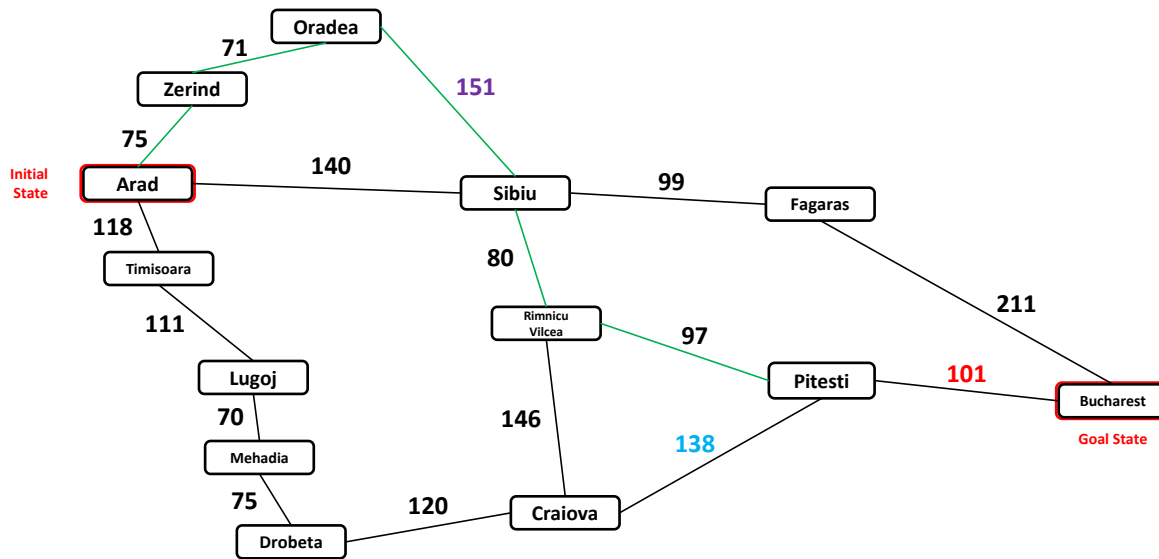 Oradea
71
Zerind
151
75
140
Initial
State
Arad
99
Sibiu
Fagaras
118
80
Timisoara
211
111
Rimnicu
Vilcea
97
Lugoj
Pitesti
101
Bucharest
70
146
138
Goal State
Mehadia
75
120
Craiova
Drobeta